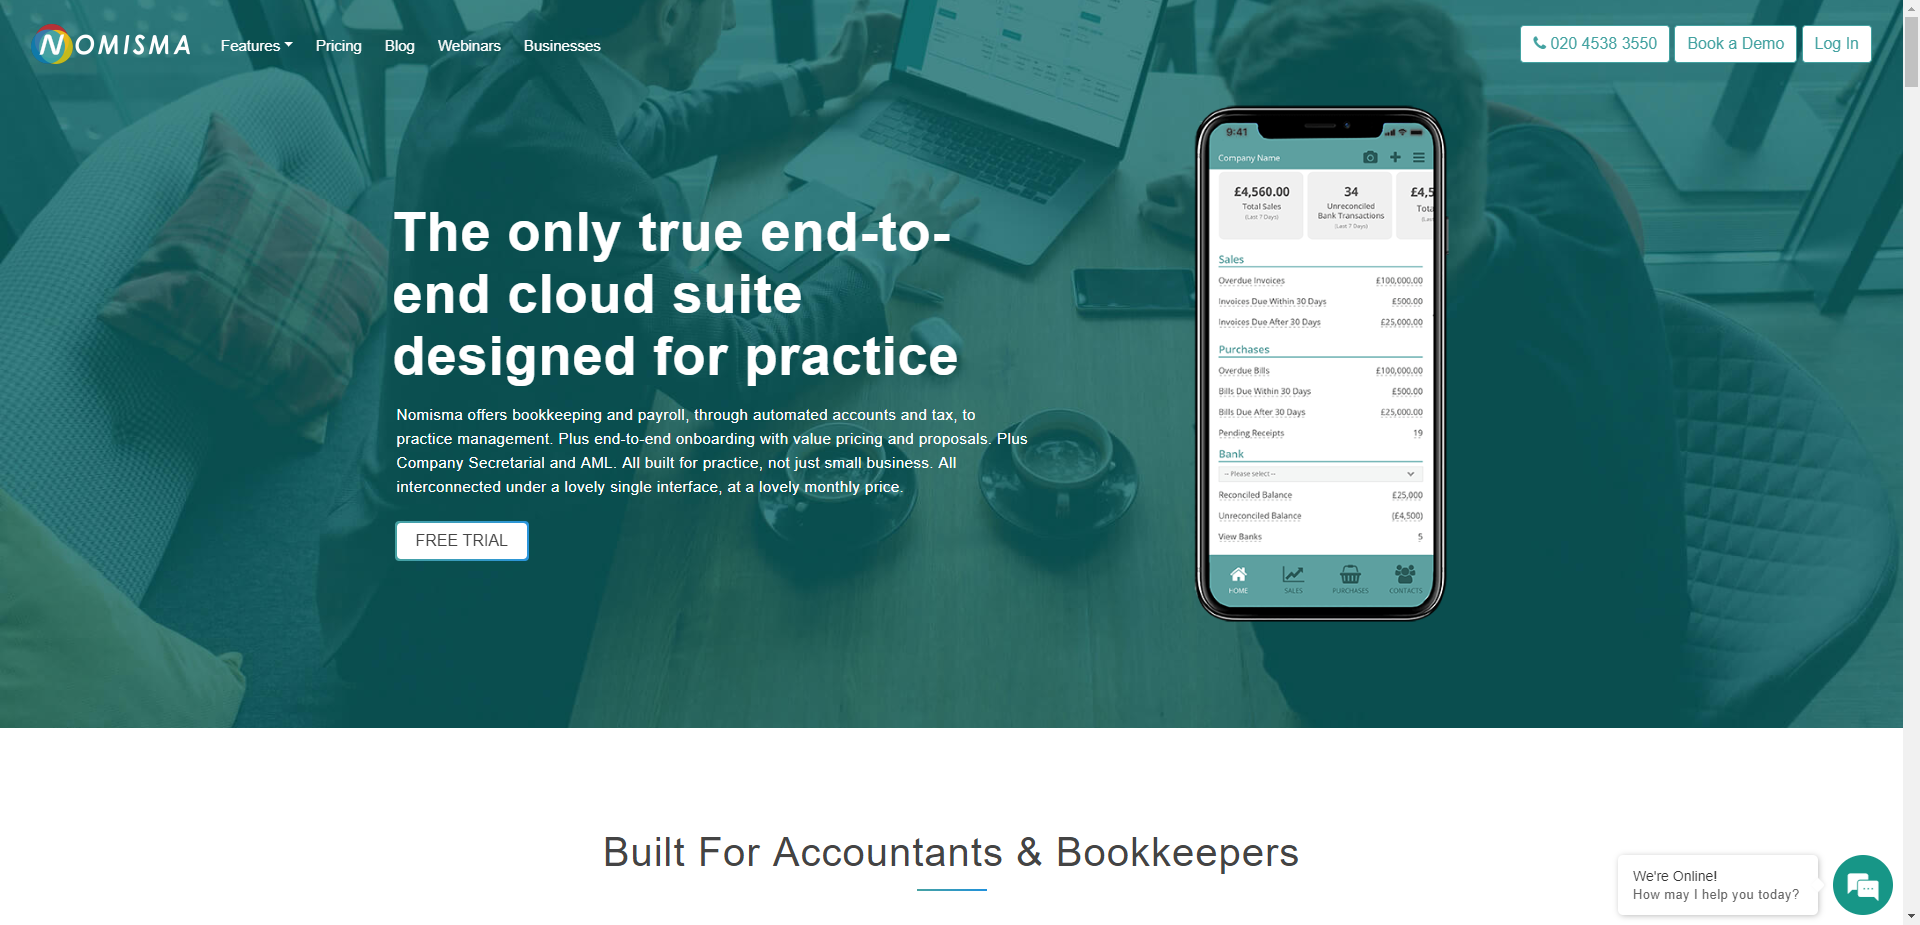 NOMISMA
Features
Pricing
Blog
Webinars
Businesses
020 4538 3550
Book a Demo
Log In
The only true end-to-
end cloud suite
designed for practice
Nomisma offers bookkeeping and payroll, through automated accounts and tax, to
practice management. Plus end-to-end onboarding with value pricing and proposals. Plus
Company Secretarial and AML. All built for practice, not just small business. All
interconnected under a lovely single interface, at a lovely monthly price.
FREE TRIAL
9:41
Company Name
£4,560.00
Total Sales
(Last 7 Days)
34
Unreconciled
Bank Transactions
(Last 7 Days)
£4,5
Tota
Sales
Overdue Invoices £100,000.00
Invoices Due Within 30 Days £500.00
Invoices Due After 30 Days £25,000.00
Purchases
Overdue Bills £100,000.00
Bills Due Within 30 Days £500.00
Bills Due After 30 Days £25,000.00
Pending Receipts 19
Bank
-- Please select --
Reconciled Balance £25,000
Unreconciled Balance (£4,500)
View Banks 5
HOME
SALES
PURCHASES
CONTACTS
Built For Accountants & Bookkeepers
We're Online!
How may I help you today?